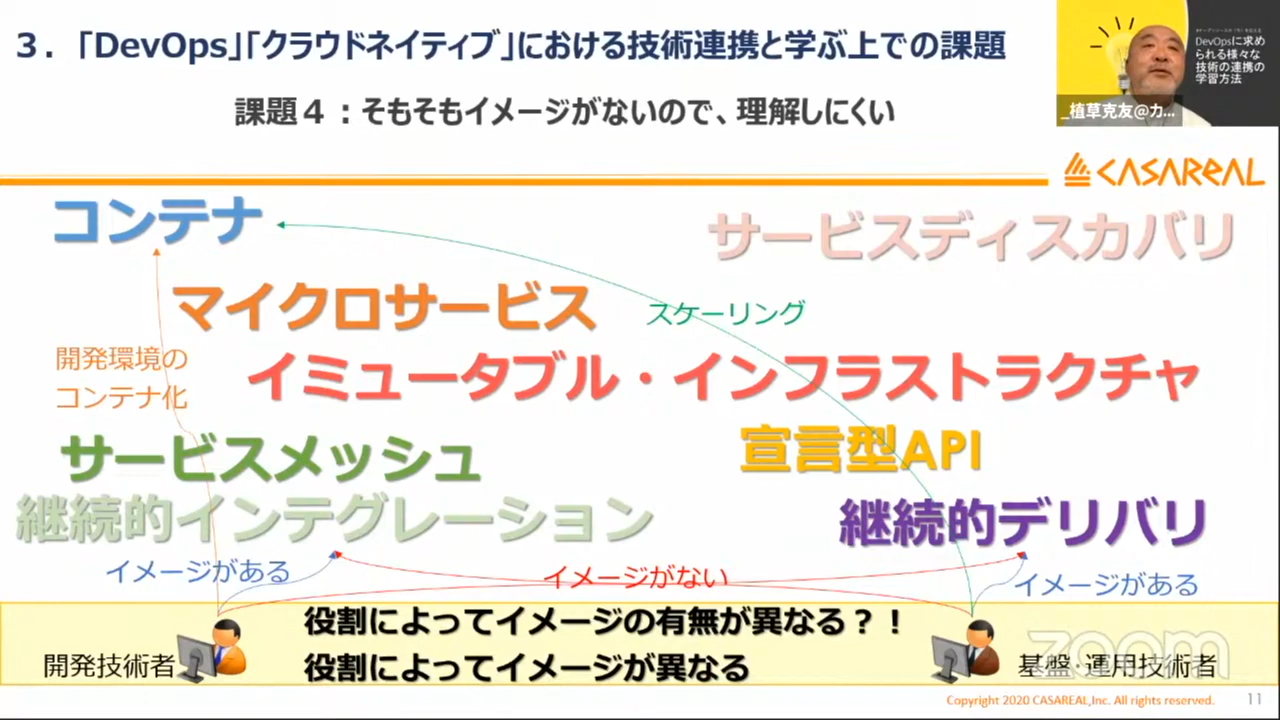 ３．「DevOps」「クラウドネイティブ」における技術連携と学ぶ上での課題
課題４：そもそもイメージがないので、理解しにくい
DevOpsに求め
られる様々な
技術の連携の
学習方法
_植草克友@カ...
CASAREAL
コンテナ
サービスディスカバリ
マイクロサービス
スケーリング
開発環境の
コンテナ化
イミュータブル・インフラストラクチャ
サービスメッシュ
宣言型API
継続的インテグレーション
継続的デリバリ
イメージがある
イメージがない
イメージがある
役割によってイメージの有無が異なる？！
役割によってイメージが異なる
開発技術者
基盤・運用技術者
zoom
Copyright 2020 CASAREAL,Inc. All rights reserved.
11